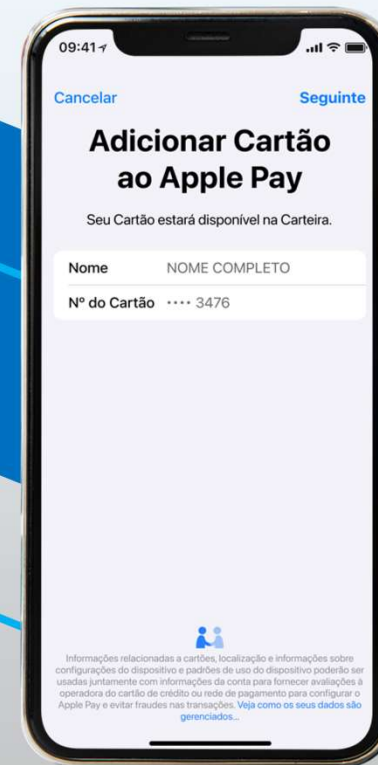 09:41
Cancelar
Seguinte
Adicionar Cartão
ao Apple Pay
Seu Cartão estará disponível na Carteira.
Nome NOME COMPLETO
Nº do Cartão •••• 3476
Informações relacionadas a cartões, localização e informações sobre
configurações do dispositivo e padrões de uso do dispositivo poderão ser
usadas juntamente com informações da conta para fornecer avaliações à
operadora do cartão de crédito ou rede de pagamento para configurar o
Apple Pay e evitar fraudes nas transações. Veja como os seus dados são
gerenciados...